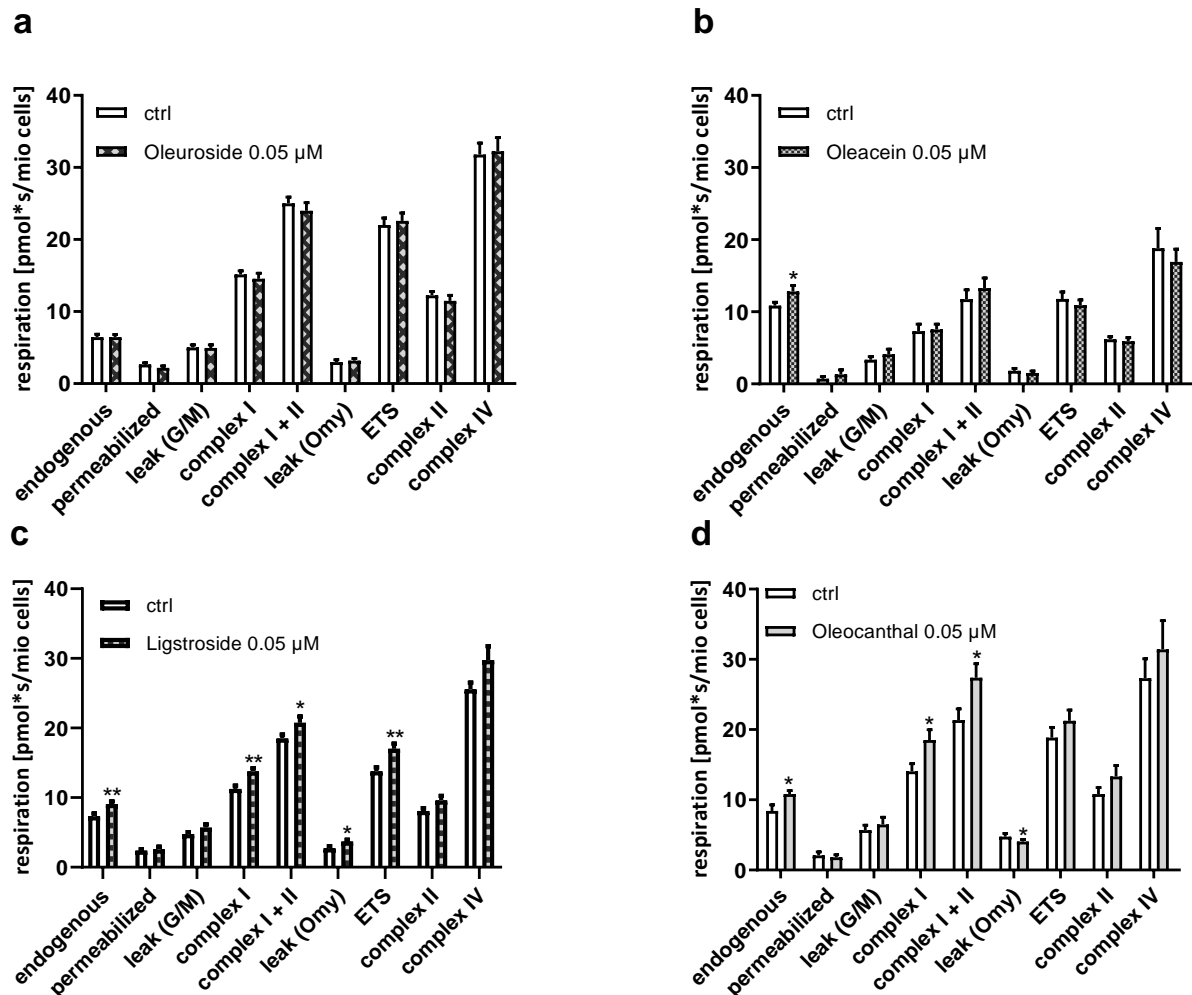 a
respiration [pmol*s/mio cells]
40
30
20
10
0
ctrl
Oleuroside 0.05 µM
endogenous
permeabilized
leak (G/M)
complex I
complex I + II
leak (Omy)
ETS
complex II
complex IV
b
respiration [pmol*s/mio cells]
40
30
20
10
0
ctrl
Oleacein 0.05 µM
*
endogenous
permeabilized
leak (G/M)
complex I
complex I + II
leak (Omy)
ETS
complex II
complex IV
c
respiration [pmol*s/mio cells]
40
30
20
10
0
ctrl
Ligstroside 0.05 µM
**
**
*
*
**
endogenous
permeabilized
leak (G/M)
complex I
complex I + II
leak (Omy)
ETS
complex II
complex IV
d
respiration [pmol*s/mio cells]
40
30
20
10
0
ctrl
Oleocanthal 0.05 µM
*
*
*
*
endogenous
permeabilized
leak (G/M)
complex I
complex I + II
leak (Omy)
ETS
complex II
complex IV